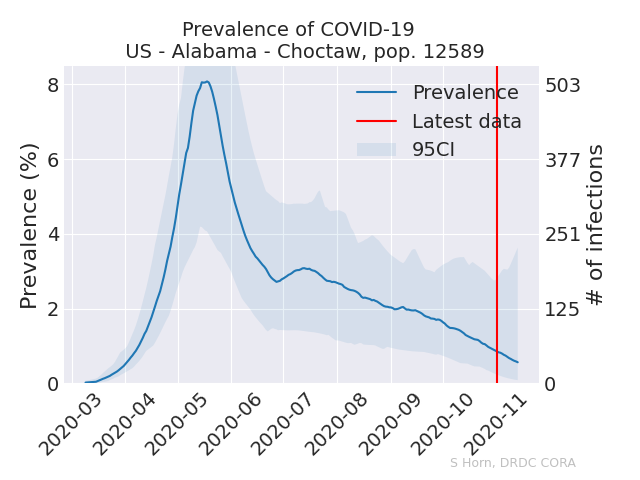 Prevalence of COVID-19
US - Alabama - Choctaw, pop. 12589
Prevalence
Latest data
95CI
Prevalence (%)
8
6
4
2
0
503
377
251
125
0
# of infections
2020-03
2020-04
2020-05
2020-06
2020-07
2020-08
2020-09
2020-10
2020-11
S Horn, DRDC CORA